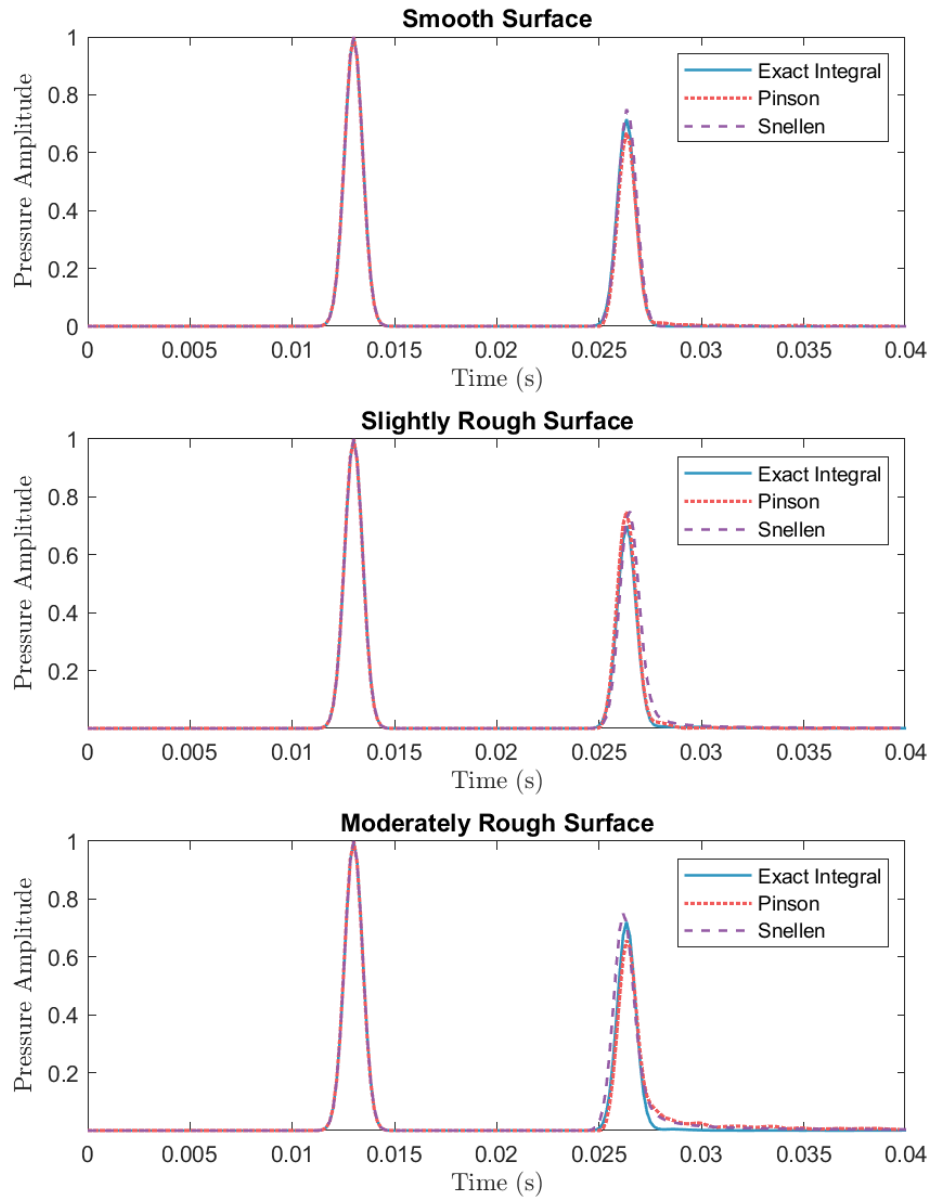 Smooth Surface
Pressure Amplitude
1
0.8
0.6
0.4
0.2
0
Exact Integral
Pinson
Snellen
0 0.005 0.01 0.015 0.02 0.025 0.03 0.035 0.04
Time (s)
Slightly Rough Surface
Pressure Amplitude
1
0.8
0.6
0.4
0.2
Exact Integral
Pinson
Snellen
0 0.005 0.01 0.015 0.02 0.025 0.03 0.035 0.04
Time (s)
Moderately Rough Surface
Pressure Amplitude
1
0.8
0.6
0.4
0.2
Exact Integral
Pinson
Snellen
0 0.005 0.01 0.015 0.02 0.025 0.03 0.035 0.04
Time (s)